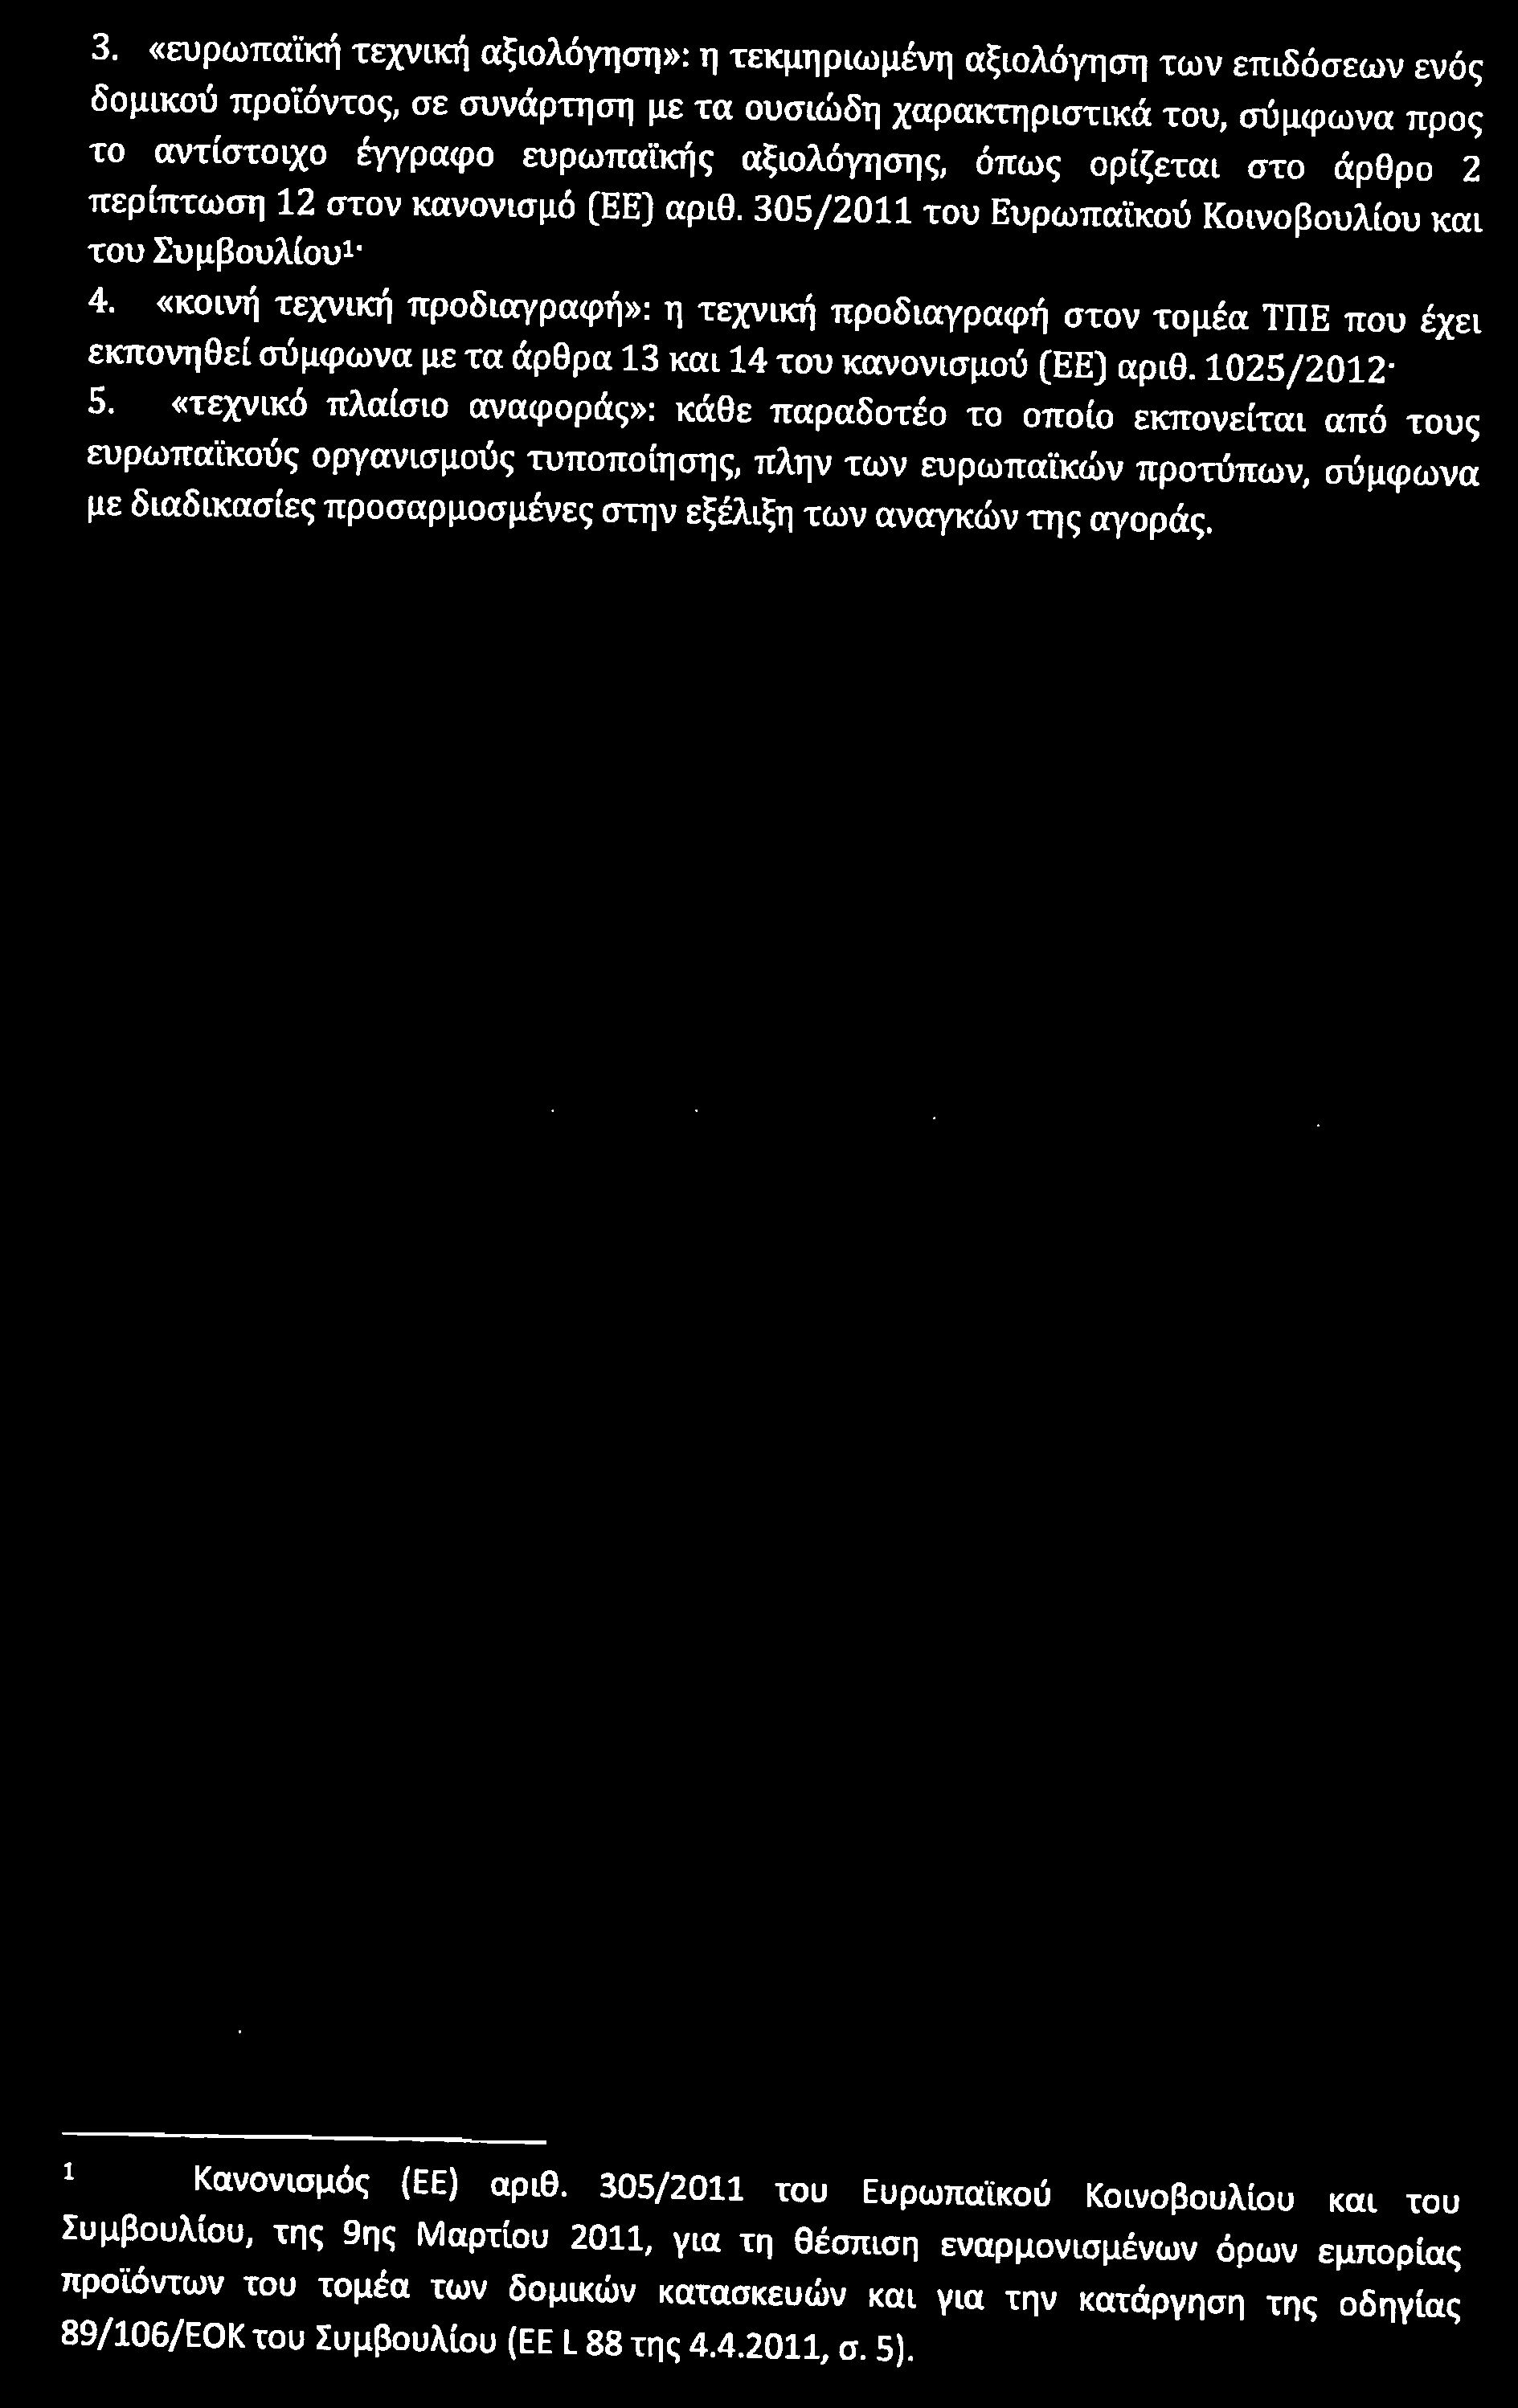 3. «ευρωπαϊκή τεχνική αξιολόγηση»: η τεκμηριωμένη αξιολόγηση των επιδόσεων ενός
δομικού προϊόντος, σε συνάρτηση με τα ουσιώδη χαρακτηριστικά του, σύμφωνα προς
το αντίστοιχο έγγραφο ευρωπαϊκής αξιολόγησης, όπως ορίζεται στο άρθρο 2
περίπτωση 12 στον κανονισμό (ΕΕ) αριθ. 305/2011 του Ευρωπαϊκού Κοινοβουλίου και
του Συμβουλίου¹·
4. «κοινή τεχνική προδιαγραφή»: η τεχνική προδιαγραφή στον τομέα ΤΠΕ που έχει
εκπονηθεί σύμφωνα με τα άρθρα 13 και 14 του κανονισμού (ΕΕ) αριθ. 1025/2012·
5. «τεχνικό πλαίσιο αναφοράς»: κάθε παραδοτέο το οποίο εκπονείται από τους
ευρωπαϊκούς οργανισμούς τυποποίησης, πλην των ευρωπαϊκών προτύπων, σύμφωνα
με διαδικασίες προσαρμοσμένες στην εξέλιξη των αναγκών της αγοράς.
¹ Κανονισμός (ΕΕ) αριθ. 305/2011 του Ευρωπαϊκού Κοινοβουλίου και του
Συμβουλίου, της 9ης Μαρτίου 2011, για τη θέσπιση εναρμονισμένων όρων εμπορίας
προϊόντων του τομέα των δομικών κατασκευών και για την κατάργηση της οδηγίας
89/106/ΕΟΚ του Συμβουλίου (ΕΕ L 88 της 4.4.2011, σ. 5).